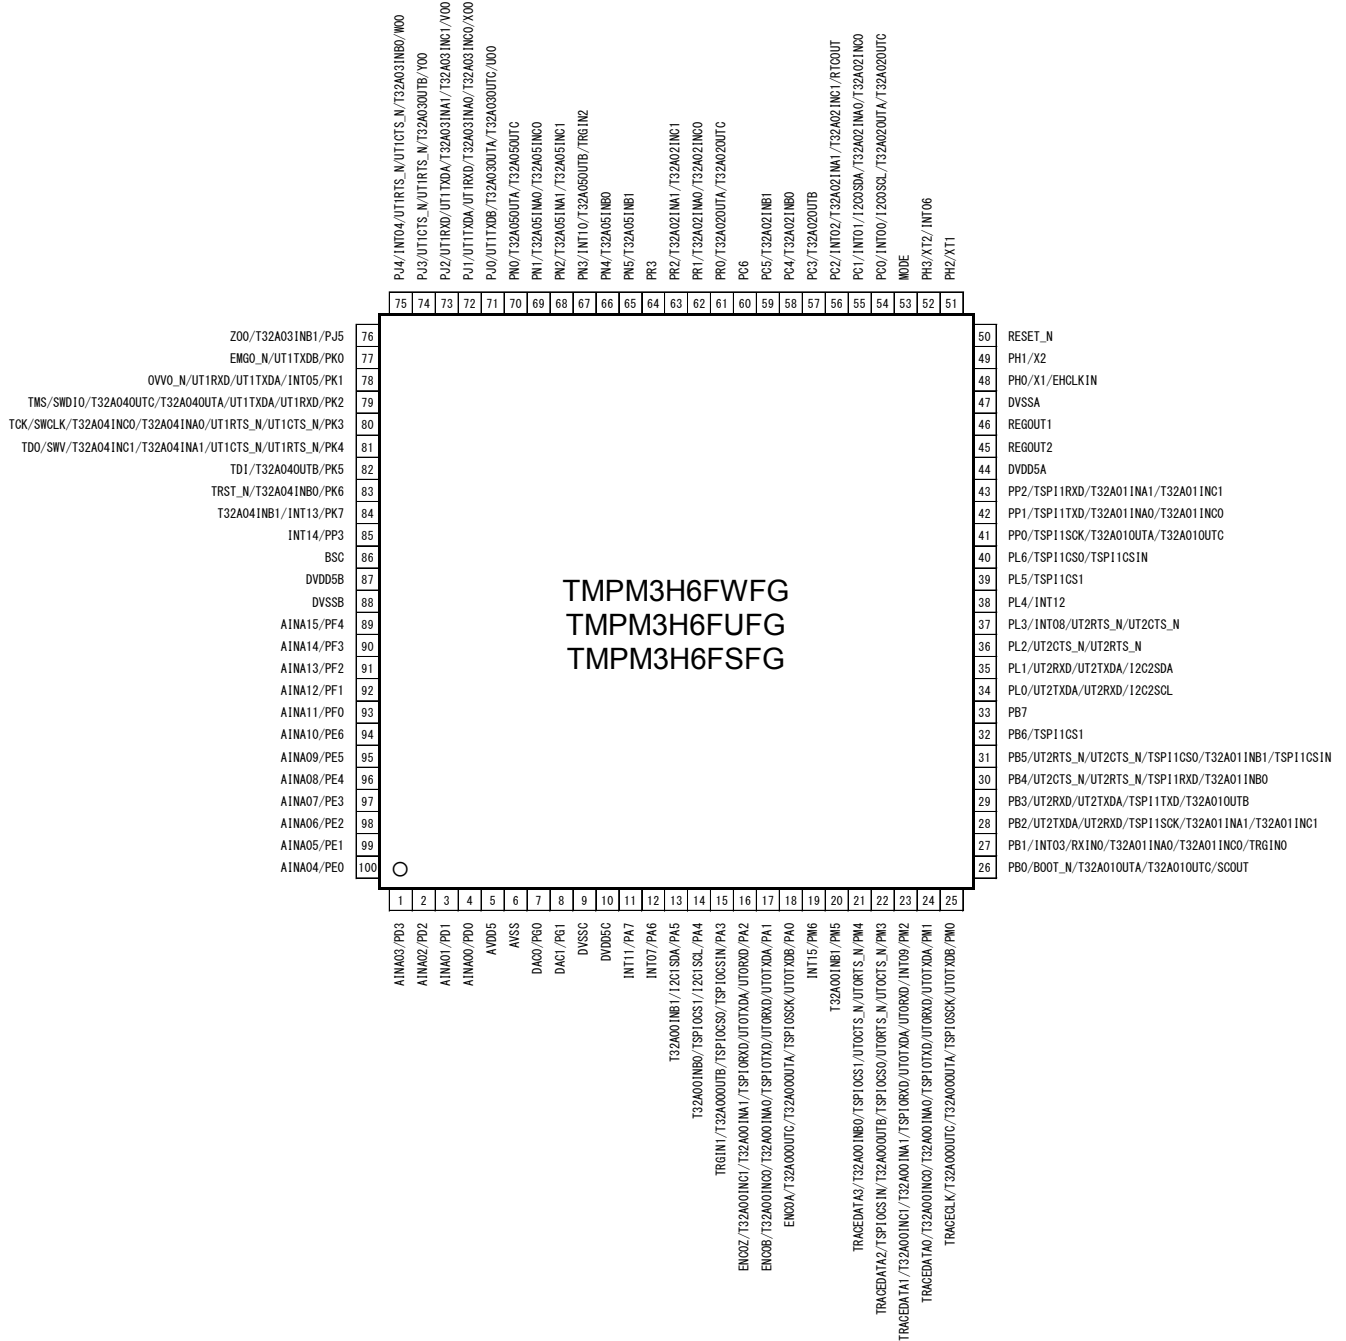 PJ4/INT04/UT1RTS_N/UT1CTS_N/T32A03INB0/WO0
PJ3/UT1CTS_N/UT1RTS_N/T32A03OUTB/YO0
PJ2/UT1RXD/UT1TXDA/T32A03INA1/T32A03INC1/VO0
PJ1/UT1TXDA/UT1RXD/T32A03INA0/T32A03INC0/XO0
PJ0/UT1TXDB/T32A03OUTA/T32A03OUTC/UO0
PN0/T32A05OUTA/T32A05OUTC
PN1/T32A05INA0/T32A05INC0
PN2/T32A05INA1/T32A05INC1
PN3/INT10/T32A05OUTB/TRGIN2
PN4/T32A05INB0
PN5/T32A05INB1
PR3
PR2/T32A02INA1/T32A02INC1
PR1/T32A02INA0/T32A02INC0
PR0/T32A02OUTA/T32A02OUTC
PC6
PC5/T32A02INB1
PC4/T32A02INB0
PC3/T32A02OUTB
PC2/INT02/T32A02INA1/T32A02INC1/RTCOUT
PC1/INT01/I2C0SDA/T32A02INA0/T32A02INC0
PC0/INT00/I2C0SCL/T32A02OUTA/T32A02OUTC
MODE
PH3/XT2/INT06
PH2/XT1
75 74 73 72 71 70 69 68 67 66 65 64 63 62 61 60 59 58 57 56 55 54 53 52 51
ZO0/T32A03INB1/PJ5 76
EMG0_N/UT1TXDB/PK0 77
OVV0_N/UT1RXD/UT1TXDA/INT05/PK1 78
TMS/SWDIO/T32A04OUTC/T32A04OUTA/UT1TXDA/UT1RXD/PK2 79
TCK/SWCLK/T32A04INC0/T32A04INA0/UT1RTS_N/UT1CTS_N/PK3 80
TDO/SWV/T32A04INC1/T32A04INA1/UT1CTS_N/UT1RTS_N/PK4 81
TDI/T32A04OUTB/PK5 82
TRST_N/T32A04INB0/PK6 83
T32A04INB1/INT13/PK7 84
INT14/PP3 85
BSC 86
DVDD5B 87
DVSSB 88
AINA15/PF4 89
AINA14/PF3 90
AINA13/PF2 91
AINA12/PF1 92
AINA11/PF0 93
AINA10/PE6 94
AINA09/PE5 95
AINA08/PE4 96
AINA07/PE3 97
AINA06/PE2 98
AINA05/PE1 99
AINA04/PE0 100
TMPM3H6FWFG
TMPM3H6FUFG
TMPM3H6FSFG
50 RESET_N
49 PH1/X2
48 PH0/X1/EHCLKIN
47 DVSSA
46 REGOUT1
45 REGOUT2
44 DVDD5A
43 PP2/TSPI1RXD/T32A01INA1/T32A01INC1
42 PP1/TSPI1TXD/T32A01INA0/T32A01INC0
41 PP0/TSPI1SCK/T32A01OUTA/T32A01OUTC
40 PL6/TSPI1CS0/TSPI1CSIN
39 PL5/TSPI1CS1
38 PL4/INT12
37 PL3/INT08/UT2RTS_N/UT2CTS_N
36 PL2/UT2CTS_N/UT2RTS_N
35 PL1/UT2RXD/UT2TXDA/I2C2SDA
34 PL0/UT2TXDA/UT2RXD/I2C2SCL
33 PB7
32 PB6/TSPI1CS1
31 PB5/UT2RTS_N/UT2CTS_N/TSPI1CS0/T32A01INB1/TSPI1CSIN
30 PB4/UT2CTS_N/UT2RTS_N/TSPI1RXD/T32A01INB0
29 PB3/UT2RXD/UT2TXDA/TSPI1TXD/T32A01OUTB
28 PB2/UT2TXDA/UT2RXD/TSPI1SCK/T32A01INA1/T32A01INC1
27 PB1/INT03/RXIN0/T32A01INA0/T32A01INC0/TRGIN0
26 PB0/BOOT_N/T32A01OUTA/T32A01OUTC/SCOUT
1 2 3 4 5 6 7 8 9 10 11 12 13 14 15 16 17 18 19 20 21 22 23 24 25
AINA03/PD3
AINA02/PD2
AINA01/PD1
AINA00/PD0
AVDD5
AVSS
DAC0/PG0
DAC1/PG1
DVSSC
DVDD5C
INT11/PA7
INT07/PA6
T32A00INB1/I2C1SDA/PA5
T32A00INB0/TSPI0CS1/I2C1SCL/PA4
TRGIN1/T32A00OUTB/TSPI0CS0/TSPI0CSIN/PA3
ENC0Z/T32A00INC1/T32A00INA1/TSPI0RXD/UT0TXDA/UT0RXD/PA2
ENC0B/T32A00INC0/T32A00INA0/TSPI0TXD/UT0RXD/UT0TXDA/PA1
ENC0A/T32A00OUTC/T32A00OUTA/TSPI0SCK/UT0TXDB/PA0
INT15/PM6
T32A00INB1/PM5
TRACEDATA3/T32A00INB0/TSPI0CS1/UT0CTS_N/UT0RTS_N/PM4
TRACEDATA2/TSPI0CSIN/T32A00OUTB/TSPI0CS0/UT0RTS_N/UT0CTS_N/PM3
TRACEDATA1/T32A00INC1/T32A00INA1/TSPI0RXD/UT0TXDA/UT0RXD/INT09/PM2
TRACEDATA0/T32A00INC0/T32A00INA0/TSPI0TXD/UT0RXD/UT0TXDA/PM1
TRACECLK/T32A00OUTC/T32A00OUTA/TSPI0SCK/UT0TXDB/PM0